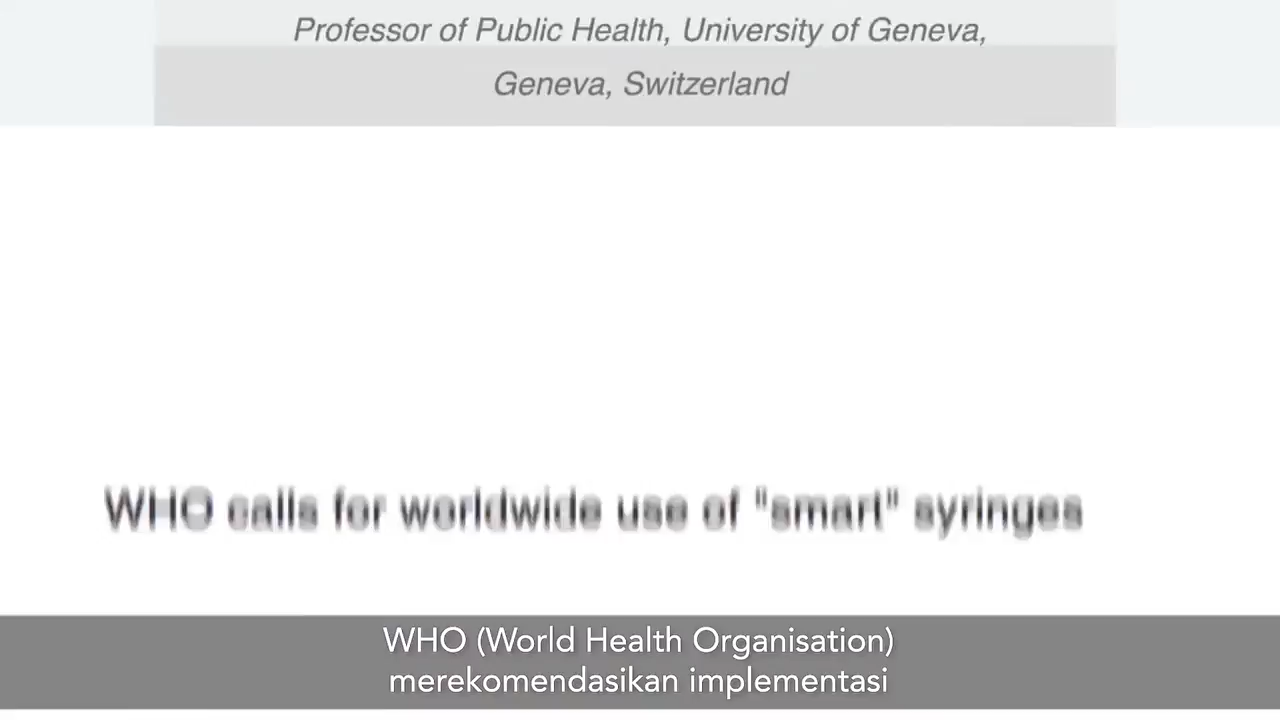 Professor of Public Health, University of Geneva,
Geneva, Switzerland
WHO calls for worldwide use of "smart" syringes
WHO (World Health Organisation)
merekomendasikan implementasi